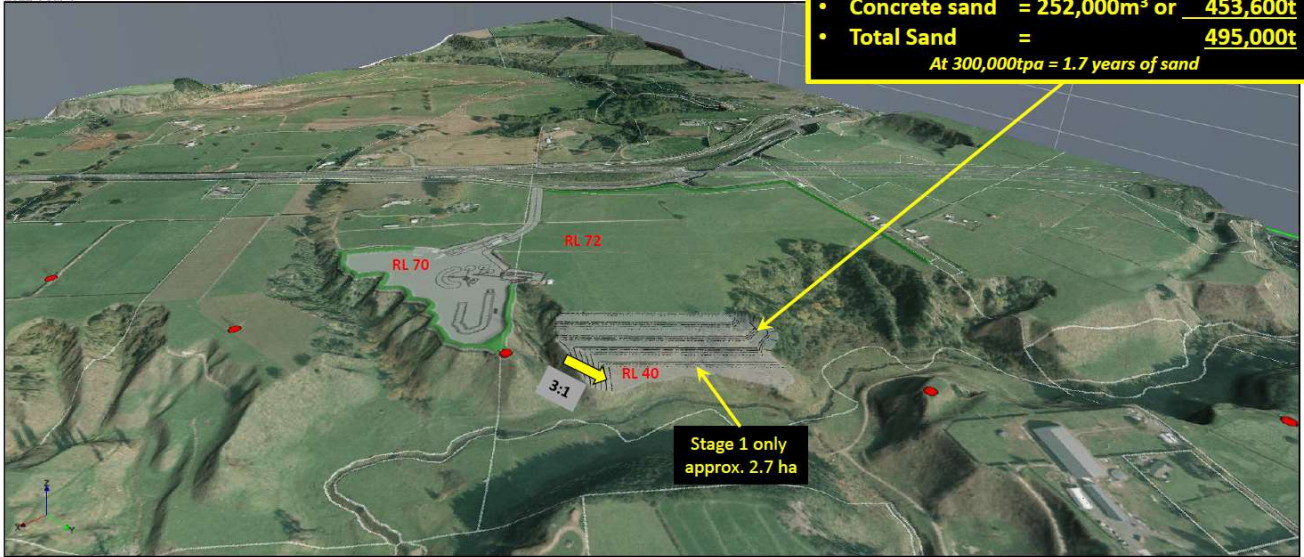 • Concrete sand = 252,000m³ or 453,600t
• Total Sand = 495,000t
At 300,000tpa = 1.7 years of sand
RL 72
RL 70
RL 40
3:1
Stage 1 only
approx. 2.7 ha
Z
X
Y